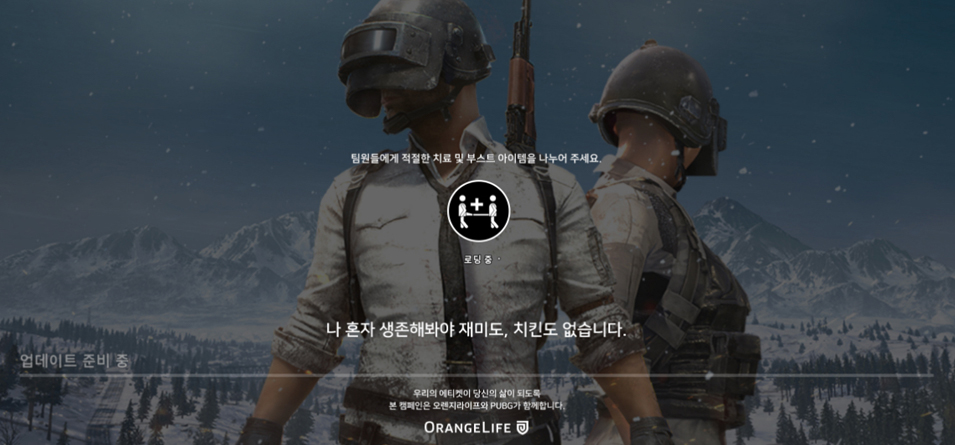 팀원들에게 적절한 치료 및 부스트 아이템을 나누어 주세요.
로딩 중
나 혼자 생존해봐야 재미도, 치킨도 없습니다.
업데이트 준비 중
우리의 에티켓이 당신의 삶이 되도록
본 캠페인은 오렌지라이프와 PUBG가 함께합니다.
ORANGELIFE